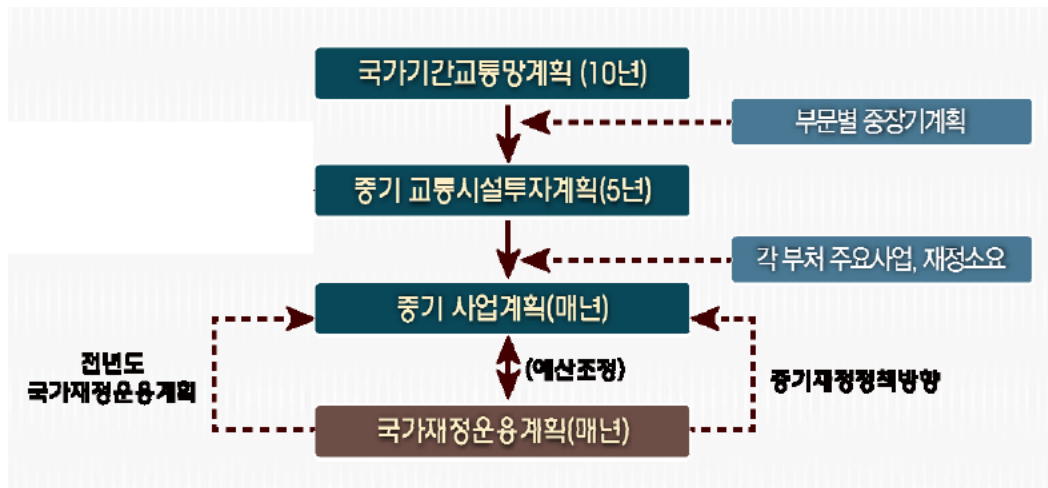 국가기간교통망계획 (10년)
부문별 중장기계획
중기 교통시설투자계획(5년)
각 부처 주요사업, 재정소요
중기 사업계획(매년)
전년도
국가재정운용계획
(예산조정)
중기재정정책방향
국가재정운용계획(매년)